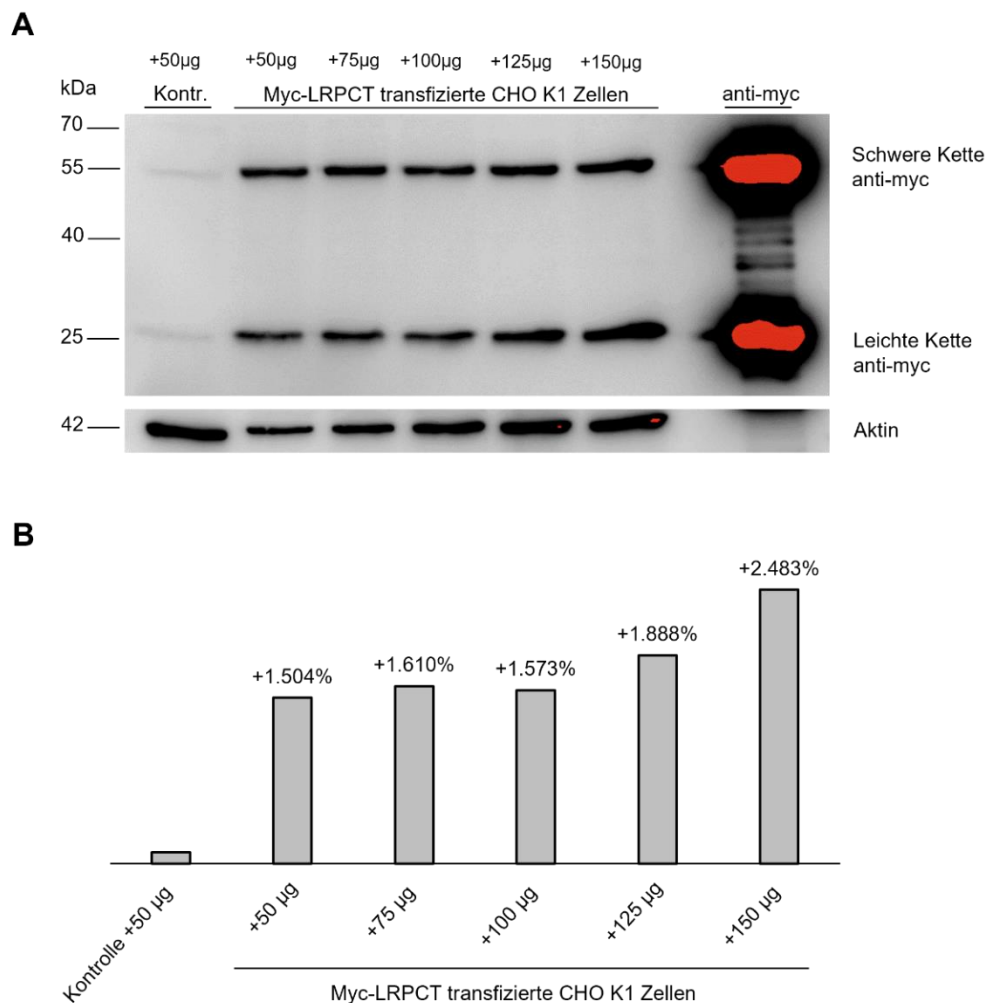 A
+50µg +50µg +75µg +100µg +125µg +150µg
kDa Kontr. Myc-LRPCT transfizierte CHO K1 Zellen anti-myc
70
55
Schwere Kette
anti-myc
40
25
Leichte Kette
anti-myc
42
Aktin
B
+2.483%
+1.888%
+1.504% +1.610% +1.573%
Kontrolle +50 µg +50 µg +75 µg +100 µg +125 µg +150 µg
Myc-LRPCT transfizierte CHO K1 Zellen